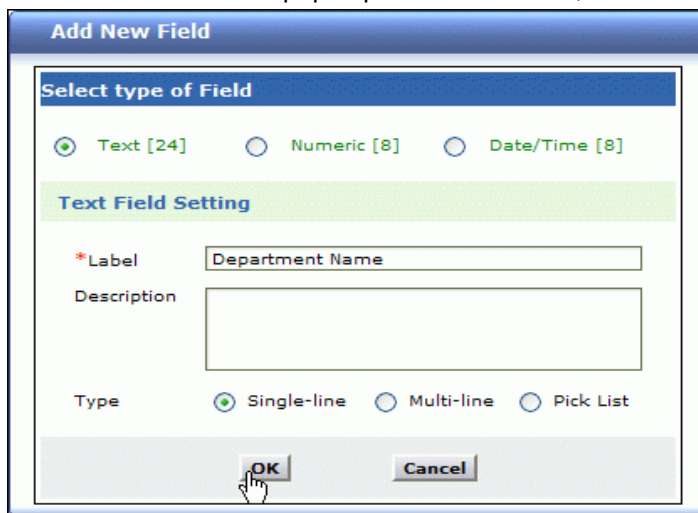 Add New Field
Select type of Field
Text [24] Numeric [8] Date/Time [8]
Text Field Setting
*Label Department Name
Description
Type Single-line Multi-line Pick List
OK Cancel